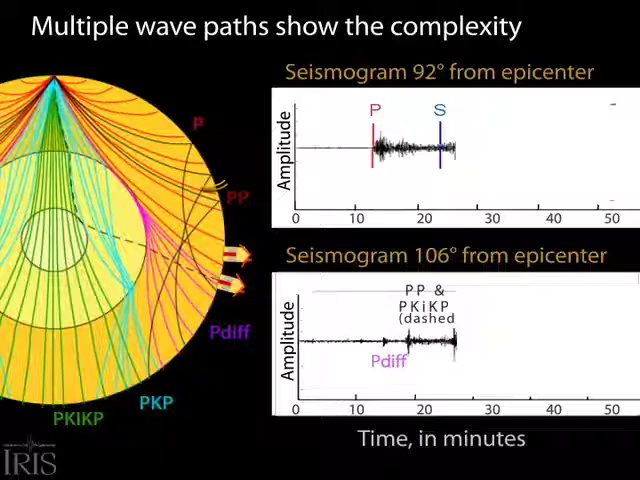 Multiple wave paths show the complexity
Seismogram 92° from epicenter
Amplitude
P
S
0
10
20
30
40
50
Seismogram 106° from epicenter
Amplitude
PP &
PKiKP
(dashed
Pdiff
0
10
20
30
40
50
Time, in minutes
P
PP
Pdiff
PKP
PKIKP
IRIS